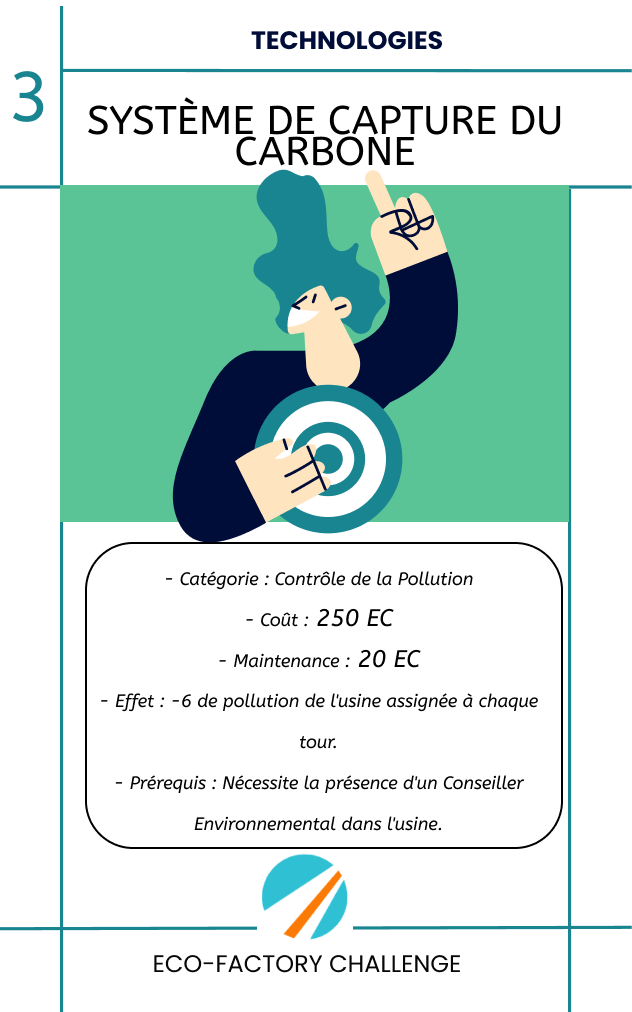 TECHNOLOGIES
3
SYSTÈME DE CAPTURE DU
CARBONE
- Catégorie : Contrôle de la Pollution
- Coût : 250 EC
- Maintenance : 20 EC
- Effet : -6 de pollution de l'usine assignée à chaque
tour.
- Prérequis : Nécessite la présence d'un Conseiller
Environnemental dans l'usine.
ECO-FACTORY CHALLENGE